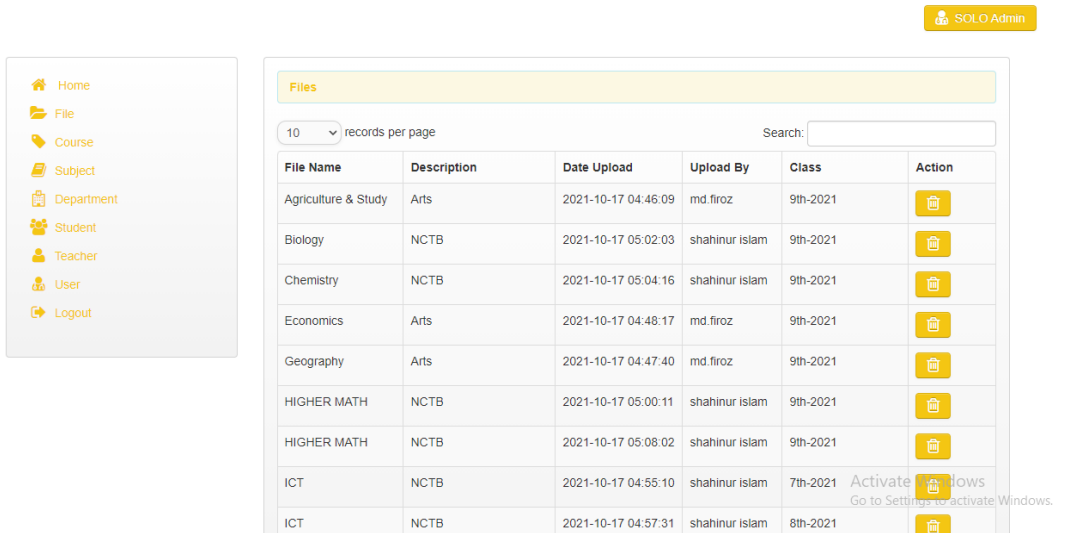 SOLO Admin
Home
File
Course
Subject
Department
Student
Teacher
User
Logout
Files
10 records per page Search:
File Name Description Date Upload Upload By Class Action
Agriculture & Study Arts 2021-10-17 04:46:09 md.firoz 9th-2021
Biology NCTB 2021-10-17 05:02:03 shahinur islam 9th-2021
Chemistry NCTB 2021-10-17 05:04:16 shahinur islam 9th-2021
Economics Arts 2021-10-17 04:48:17 md.firoz 9th-2021
Geography Arts 2021-10-17 04:47:40 md.firoz 9th-2021
HIGHER MATH NCTB 2021-10-17 05:00:11 shahinur islam 9th-2021
HIGHER MATH NCTB 2021-10-17 05:08:02 shahinur islam 9th-2021
ICT NCTB 2021-10-17 04:55:10 shahinur islam 7th-2021
Activate Windows
Go to Settings to activate Windows.
ICT NCTB 2021-10-17 04:57:31 shahinur islam 8th-2021